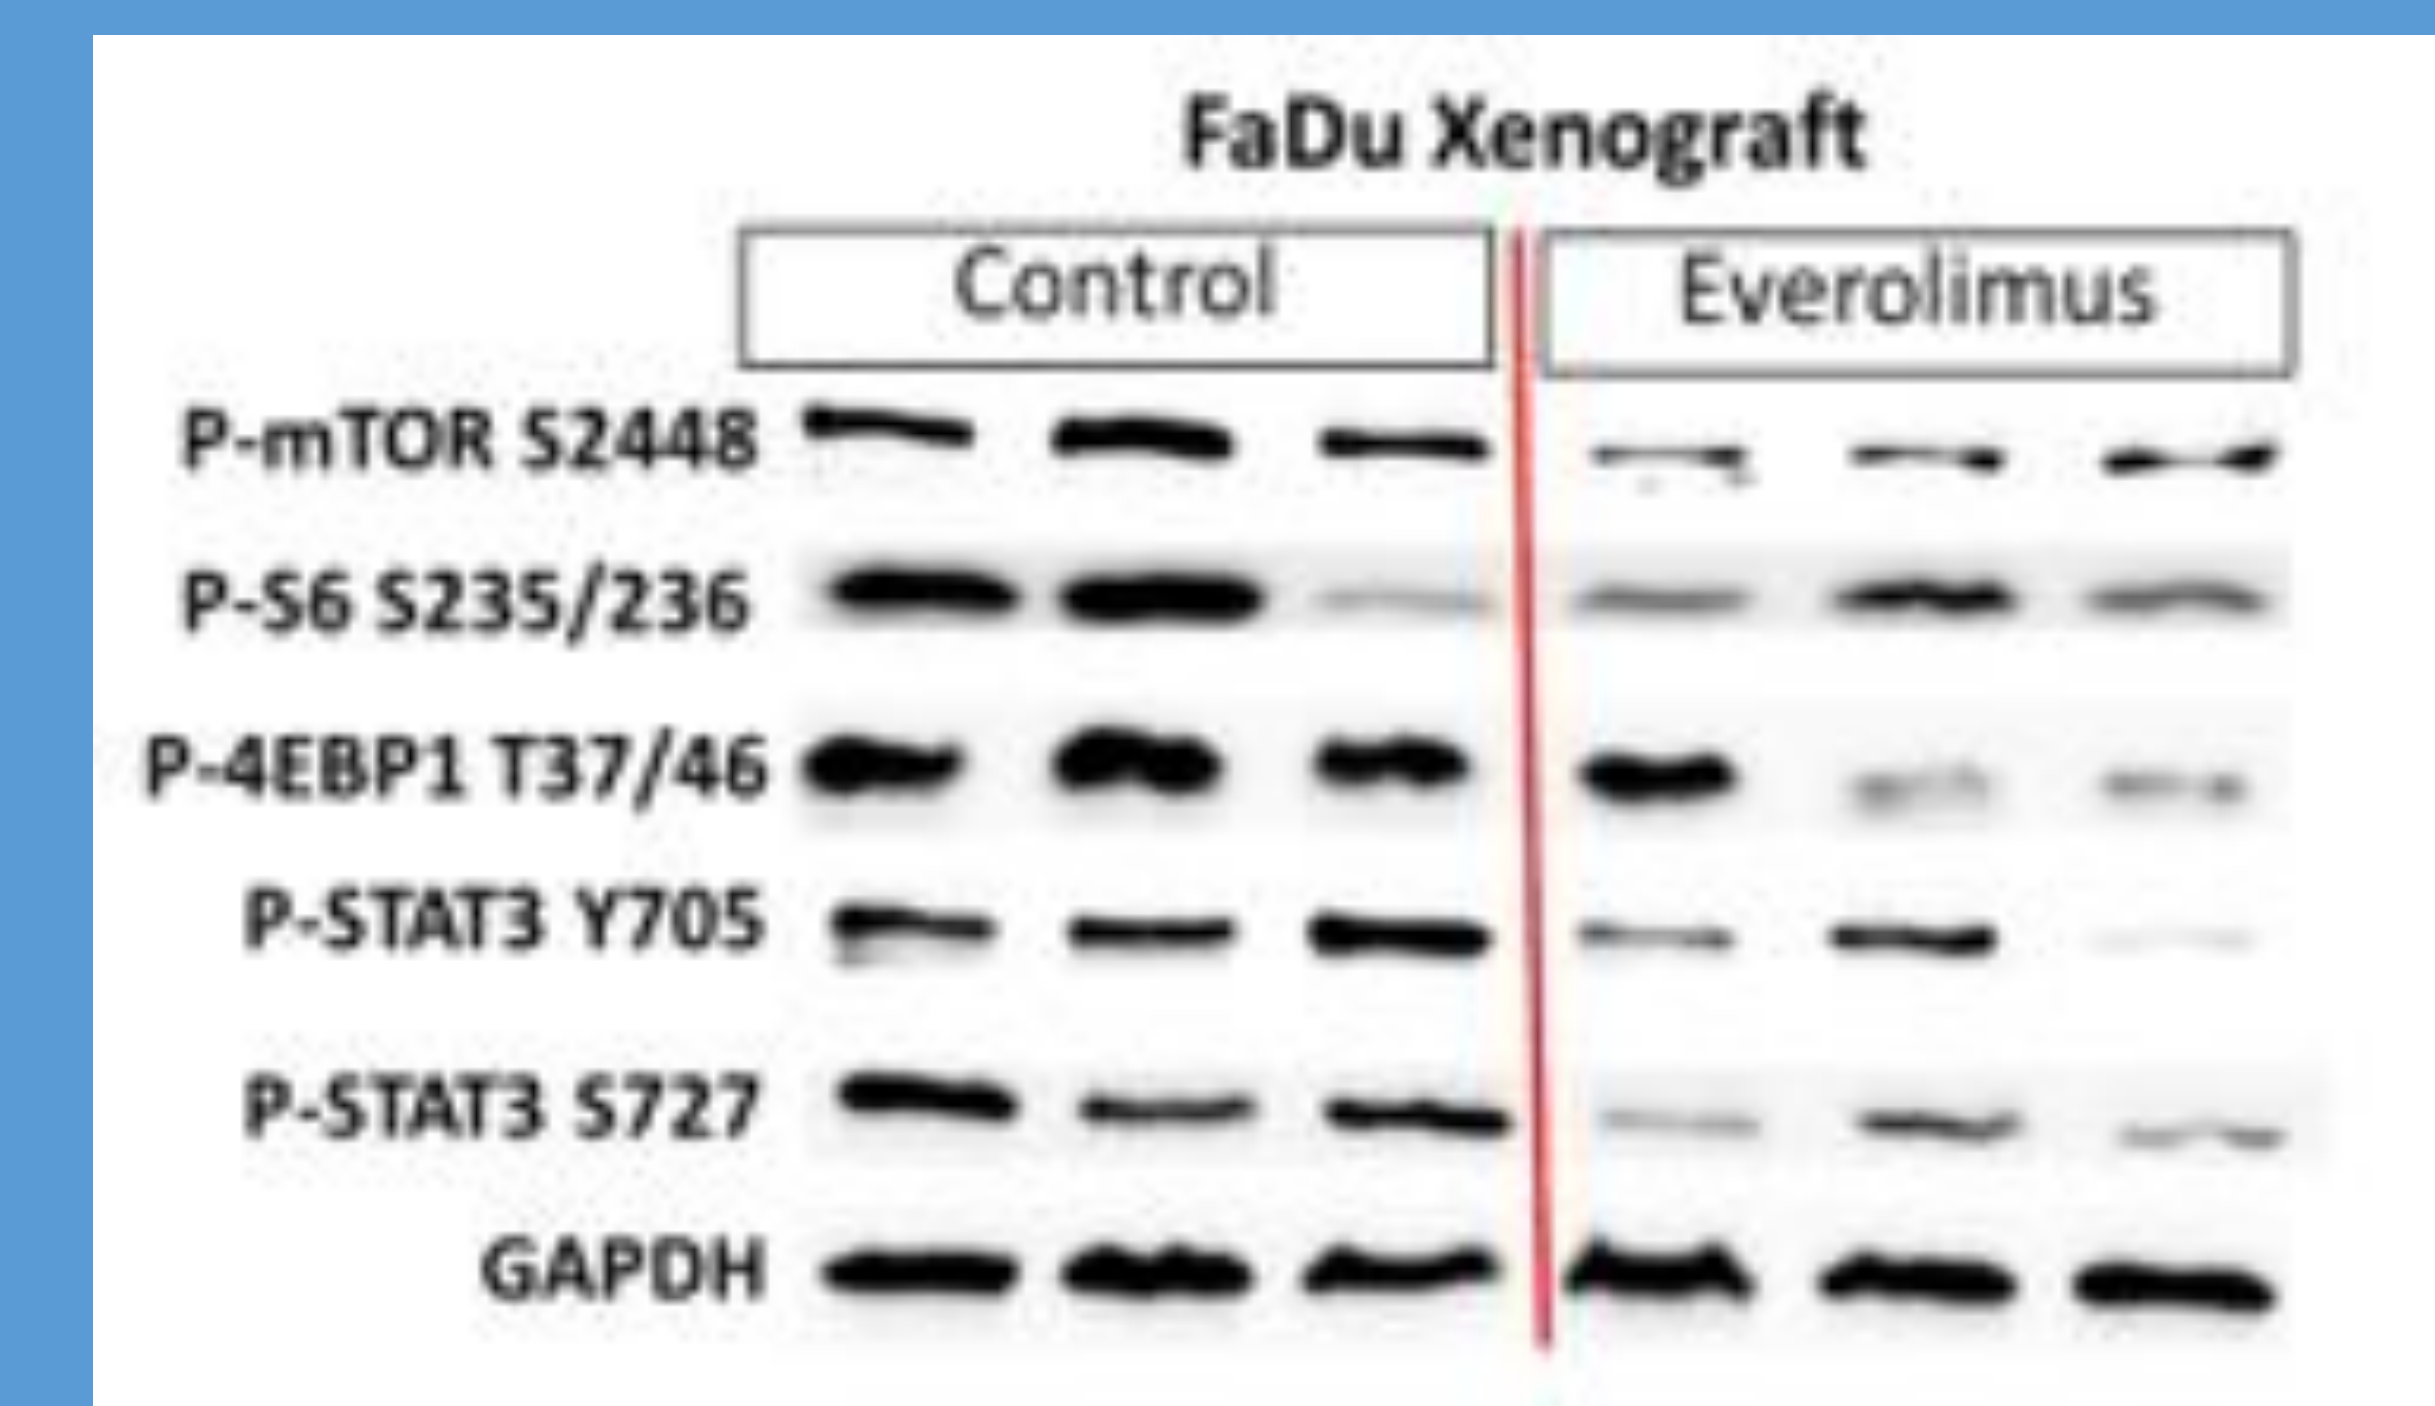 FaDu Xenograft
Control Everolimus
P-mTOR S2448
P-S6 S235/236
P-4EBP1 T37/46
P-STAT3 Y705
P-STAT3 S727
GAPDH